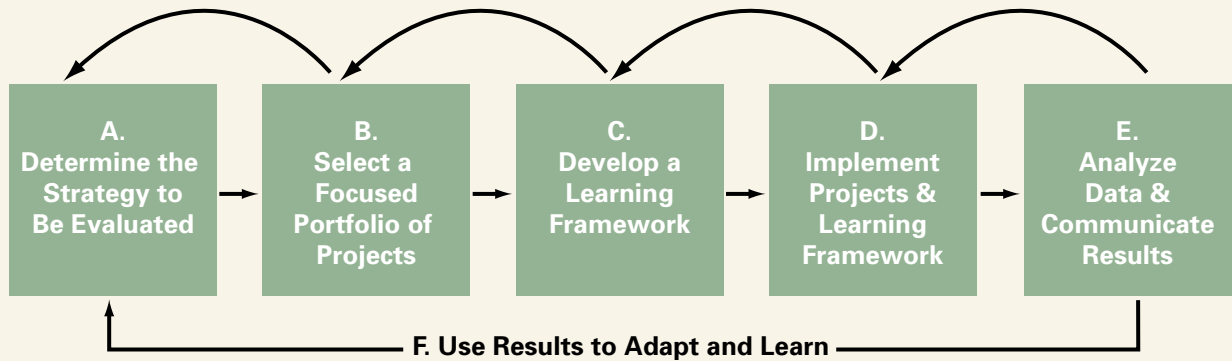 A.
Determine the
Strategy to
Be Evaluated
B.
Select a
Focused
Portfolio of
Projects
C.
Develop a
Learning
Framework
D.
Implement
Projects &
Learning
Framework
E.
Analyze
Data &
Communicate
Results
F. Use Results to Adapt and Learn